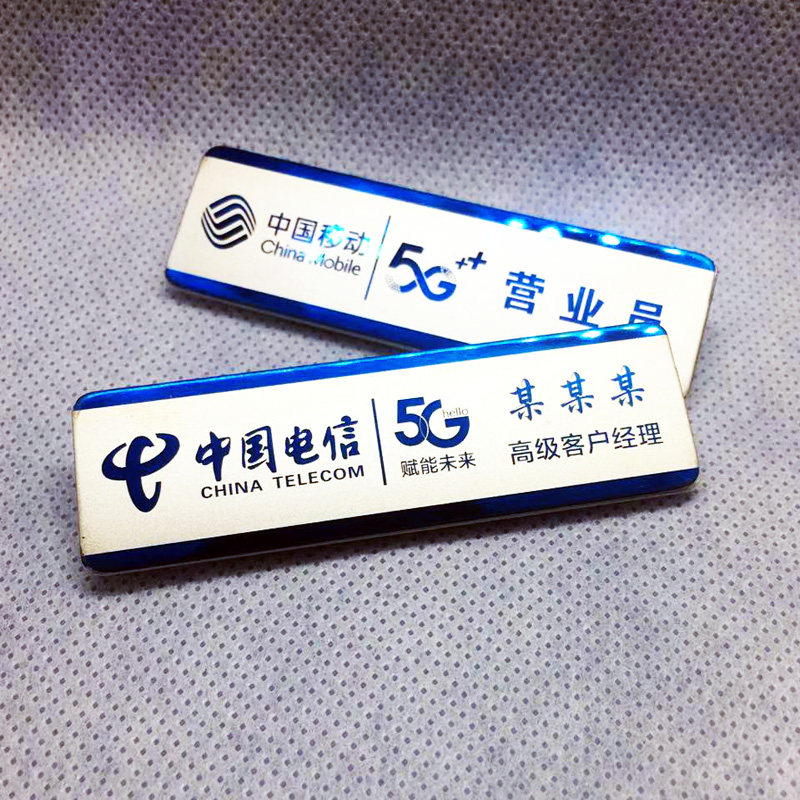 中国移动
China Mobile
5G++
营业员
中国电信
CHINA TELECOM
5G
hello
赋能未来
某某某
高级客户经理